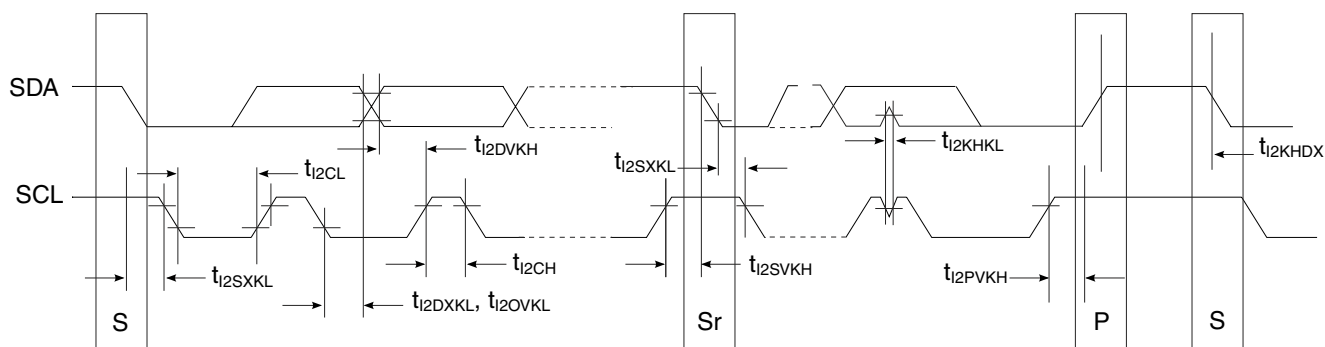 SDA
tI2DVKH
tI2KHKL
tI2KHDX
tI2CL
tI2SXKL
SCL
tI2SXKL
tI2CH
tI2SVKH
tI2PVKH
tI2DXKL, tI2OVKL
S
Sr
P
S